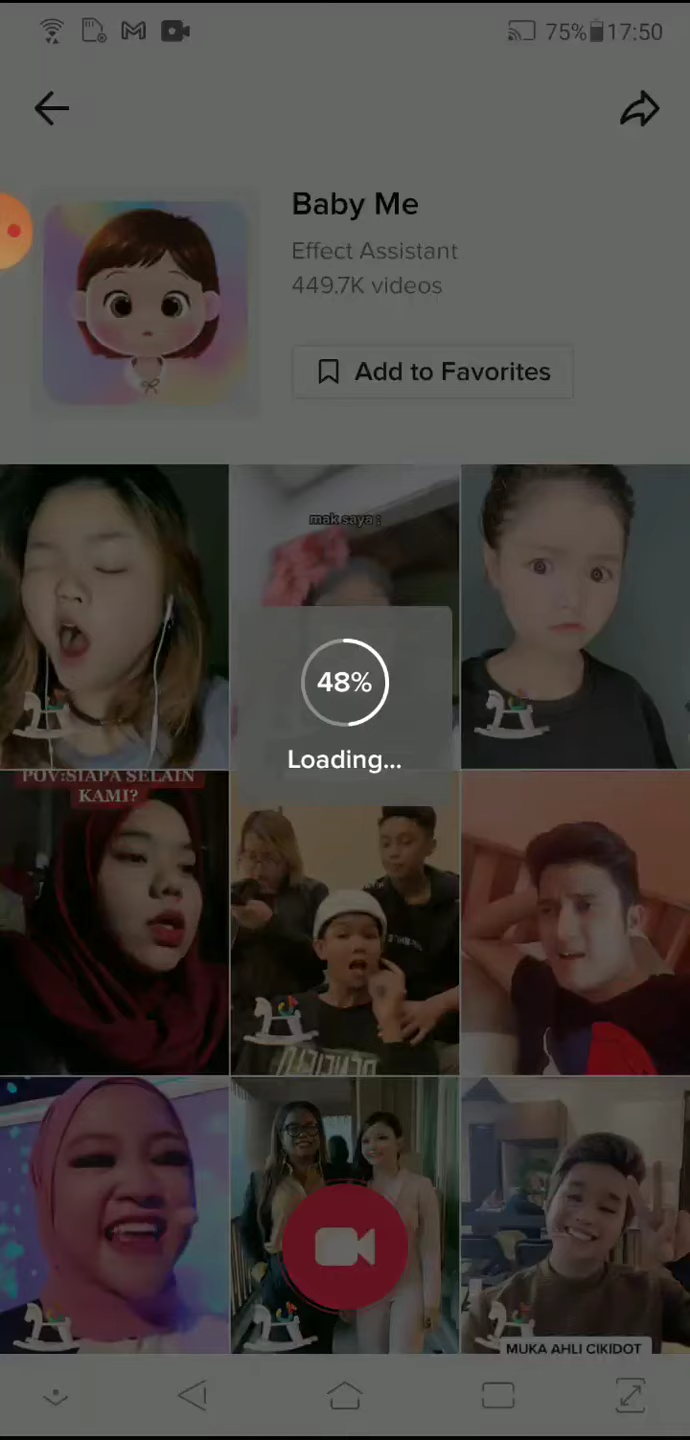 75% 17:50
Baby Me
Effect Assistant
449.7K videos
Add to Favorites
mak saya ;
48%
Loading...
POV:SIAPA SELAIN
KAMI?
MUKA AHLI CIKIDOT